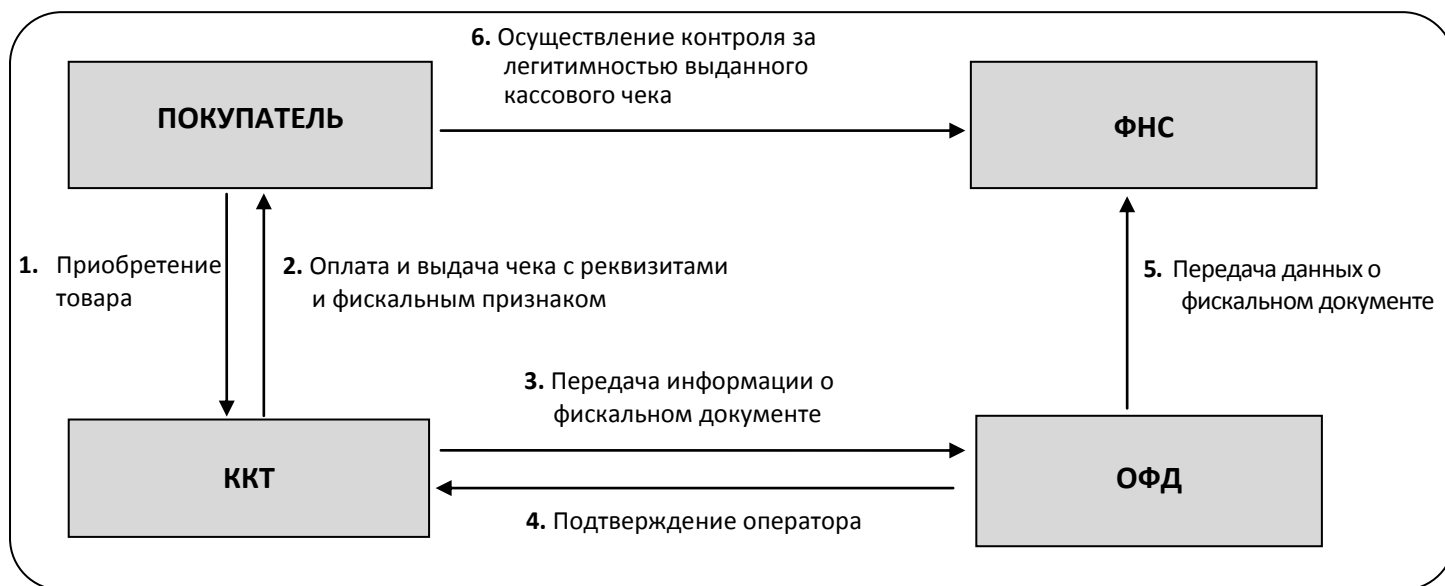 6. Осуществление контроля за
легитимностью выданного
кассового чека
ПОКУПАТЕЛЬ
ФНС
1. Приобретение
товара
2. Оплата и выдача чека с реквизитами
и фискальным признаком
5. Передача данных о
фискальном документе
3. Передача информации о
фискальном документе
ККТ
ОФД
4. Подтверждение оператора